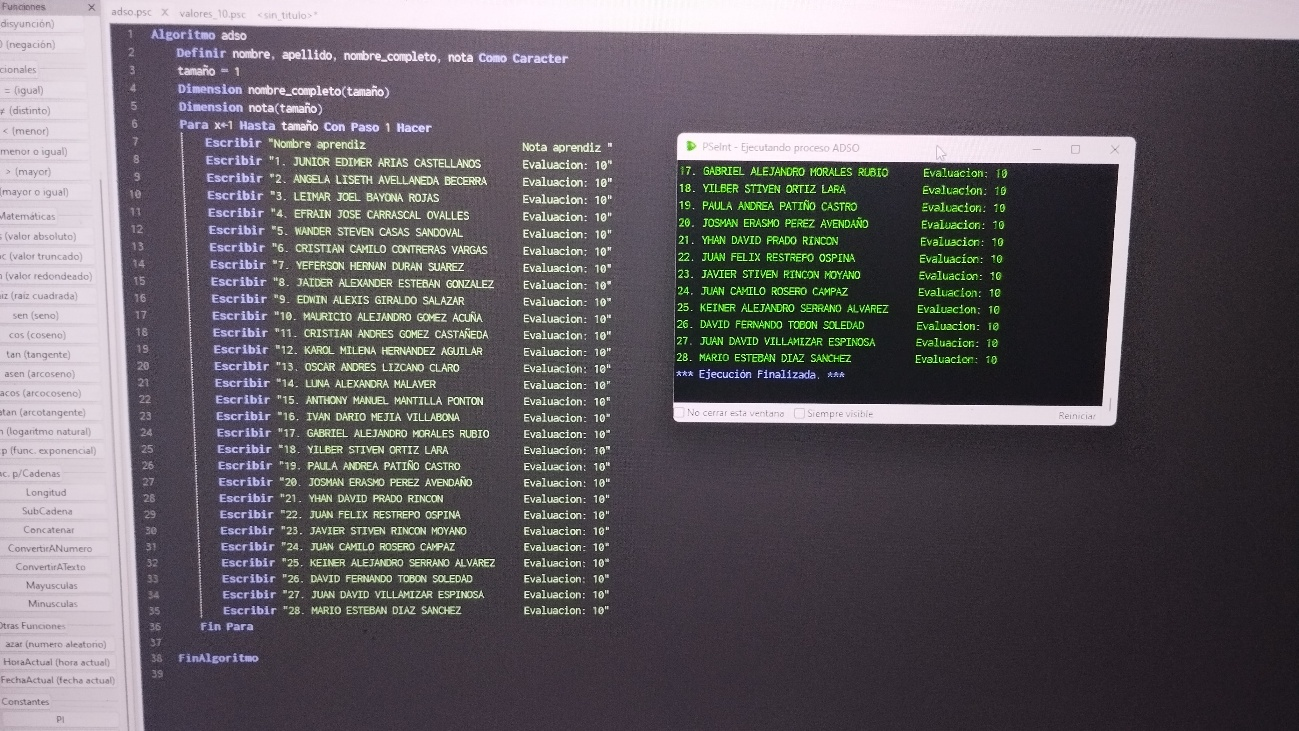 Funciones
disyunción)
(negación)
cionales
= (igual)
≠ (distinto)
< (menor)
menor o igual)
> (mayor)
mayor o igual)
Matemáticas
(valor absoluto)
(valor truncado)
(valor redondeado)
(raíz cuadrada)
sen (seno)
cos (coseno)
tan (tangente)
asen (arcoseno)
acos (arcocoseno)
atan (arcotangente)
(logaritmo natural)
(func. exponencial)
p/Cadenas
Longitud
SubCadena
Concatenar
ConvertirANumero
ConvertirATexto
Mayusculas
Minusculas
Otras Funciones
azar (numero aleatorio)
HoraActual (hora actual)
FechaActual (fecha actual)
Constantes
PI
adso.psc X valores_10.psc <sin_titulo>*
1 Algoritmo adso
2 Definir nombre, apellido, nombre_completo, nota Como Caracter
3 tamaño = 1
4 Dimension nombre_completo(tamaño)
5 Dimension nota(tamaño)
6 Para x←1 Hasta tamaño Con Paso 1 Hacer
7 Escribir "Nombre aprendiz Nota aprendiz "
8 Escribir "1. JUNIOR EDIMER ARIAS CASTELLANOS Evaluacion: 10"
9 Escribir "2. ANGELA LISETH AVELLANEDA BECERRA Evaluacion: 10"
10 Escribir "3. LEIMAR JOEL BAYONA ROJAS Evaluacion: 10"
11 Escribir "4. EFRAIN JOSE CARRASCAL OVALLES Evaluacion: 10"
12 Escribir "5. WANDER STEVEN CASAS SANDOVAL Evaluacion: 10"
13 Escribir "6. CRISTIAN CAMILO CONTRERAS VARGAS Evaluacion: 10"
14 Escribir "7. YEFERSON HERNAN DURAN SUAREZ Evaluacion: 10"
15 Escribir "8. JAIDER ALEXANDER ESTEBAN GONZALEZ Evaluacion: 10"
16 Escribir "9. EDWIN ALEXIS GIRALDO SALAZAR Evaluacion: 10"
17 Escribir "10. MAURICIO ALEJANDRO GOMEZ ACUÑA Evaluacion: 10"
18 Escribir "11. CRISTIAN ANDRES GOMEZ CASTAÑEDA Evaluacion: 10"
19 Escribir "12. KAROL MILENA HERNANDEZ AGUILAR Evaluacion: 10"
20 Escribir "13. OSCAR ANDRES LIZCANO CLARO Evaluacion: 10"
21 Escribir "14. LUNA ALEXANDRA MALAVER Evaluacion: 10"
22 Escribir "15. ANTHONY MANUEL MANTILLA PONTON Evaluacion: 10"
23 Escribir "16. IVAN DARIO MEJIA VILLABONA Evaluacion: 10"
24 Escribir "17. GABRIEL ALEJANDRO MORALES RUBIO Evaluacion: 10"
25 Escribir "18. YILBER STIVEN ORTIZ LARA Evaluacion: 10"
26 Escribir "19. PAULA ANDREA PATIÑO CASTRO Evaluacion: 10"
27 Escribir "20. JOSMAN ERASMO PEREZ AVENDAÑO Evaluacion: 10"
28 Escribir "21. YHAN DAVID PRADO RINCON Evaluacion: 10"
29 Escribir "22. JUAN FELIX RESTREPO OSPINA Evaluacion: 10"
30 Escribir "23. JAVIER STIVEN RINCON MOYANO Evaluacion: 10"
31 Escribir "24. JUAN CAMILO ROSERO CAMPAZ Evaluacion: 10"
32 Escribir "25. KEINER ALEJANDRO SERRANO ALVAREZ Evaluacion: 10"
33 Escribir "26. DAVID FERNANDO TOBON SOLEDAD Evaluacion: 10"
34 Escribir "27. JUAN DAVID VILLAMIZAR ESPINOSA Evaluacion: 10"
35 Escribir "28. MARIO ESTEBAN DIAZ SANCHEZ Evaluacion: 10"
36 Fin Para
37
38 FinAlgoritmo
39
PSeInt - Ejecutando proceso ADSO
17. GABRIEL ALEJANDRO MORALES RUBIO Evaluacion: 10
18. YILBER STIVEN ORTIZ LARA Evaluacion: 10
19. PAULA ANDREA PATIÑO CASTRO Evaluacion: 10
20. JOSMAN ERASMO PEREZ AVENDAÑO Evaluacion: 10
21. YHAN DAVID PRADO RINCON Evaluacion: 10
22. JUAN FELIX RESTREPO OSPINA Evaluacion: 10
23. JAVIER STIVEN RINCON MOYANO Evaluacion: 10
24. JUAN CAMILO ROSERO CAMPAZ Evaluacion: 10
25. KEINER ALEJANDRO SERRANO ALVAREZ Evaluacion: 10
26. DAVID FERNANDO TOBON SOLEDAD Evaluacion: 10
27. JUAN DAVID VILLAMIZAR ESPINOSA Evaluacion: 10
28. MARIO ESTEBAN DIAZ SANCHEZ Evaluacion: 10
*** Ejecución Finalizada. ***
No cerrar esta ventana Siempre visible Reiniciar